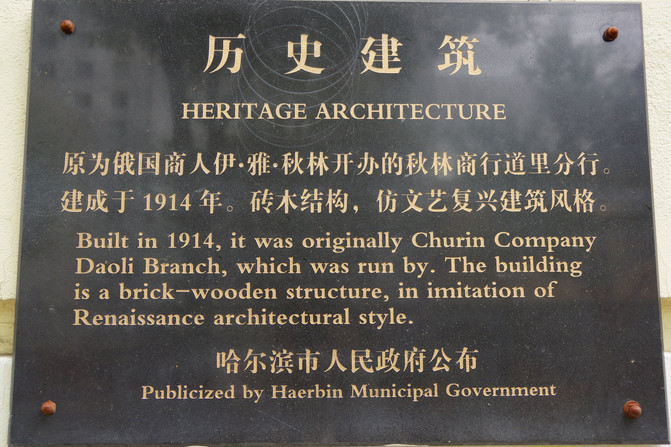 历史建筑
HERITAGE ARCHITECTURE
原为俄国商人伊·雅·秋林开办的秋林商行道里分行。
建成于1914年。砖木结构，仿文艺复兴建筑风格。
Built in 1914, it was originally Churin Company
Daoli Branch, which was run by. The building
is a brick-wooden structure, in imitation of
Renaissance architectural style.
哈尔滨市人民政府公布
Publicized by Haerbin Municipal Government